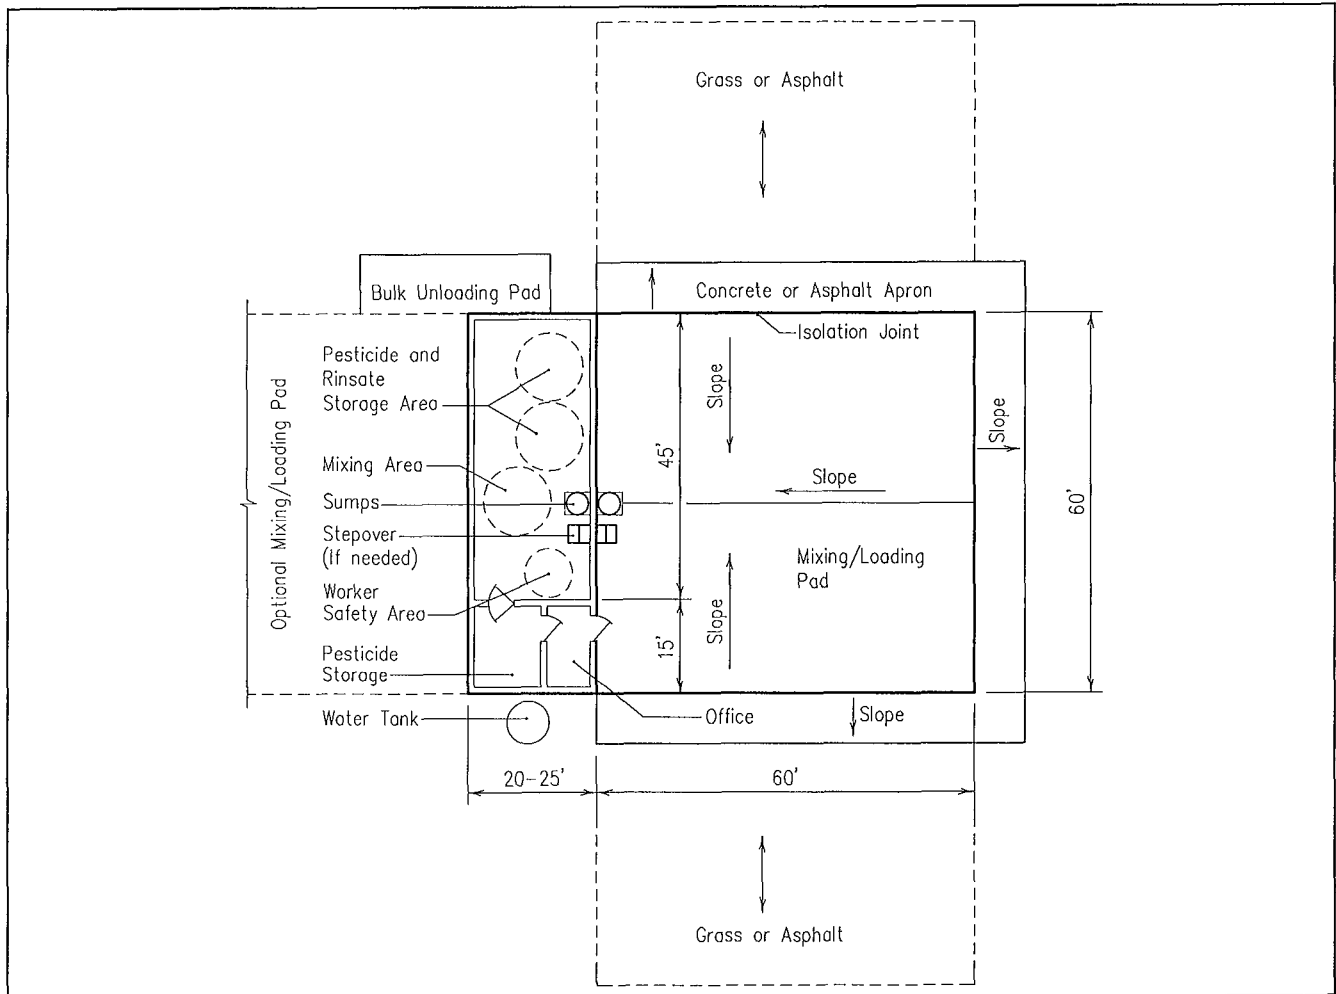 Grass or Asphalt
Bulk Unloading Pad
Concrete or Asphalt Apron
Isolation Joint
Pesticide and
Rinsate
Storage Area
Optional Mixing/Loading Pad
Slope
45'
Slope
Mixing Area
Slope
60'
Sumps
Stepover
(If needed)
Mixing/Loading
Pad
Worker
Safety Area
Slope
15'
Pesticide
Storage
Water Tank
Office
Slope
20-25'
60'
Grass or Asphalt